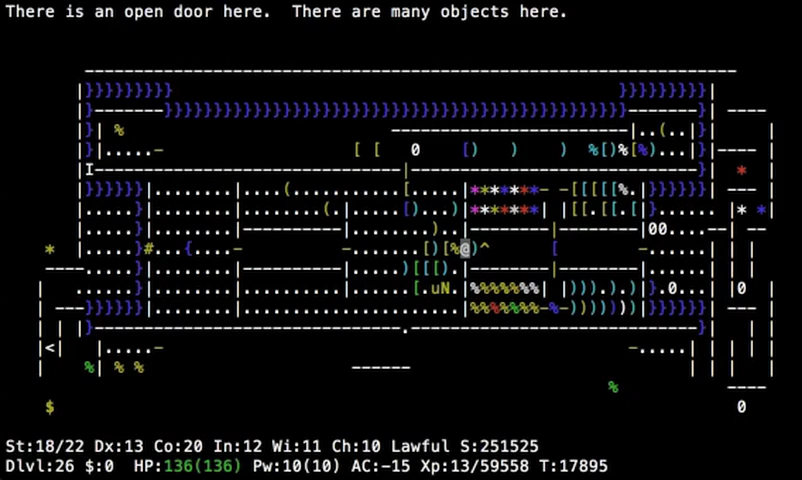 There is an open door here.  There are many objects here.
St:18/22 Dx:13 Co:20 In:12 Wi:11 Ch:10 Lawful S:251525
Dlvl:26 $:0 HP:136(136) Pw:10(10) AC:-15 Xp:13/59558 T:17895